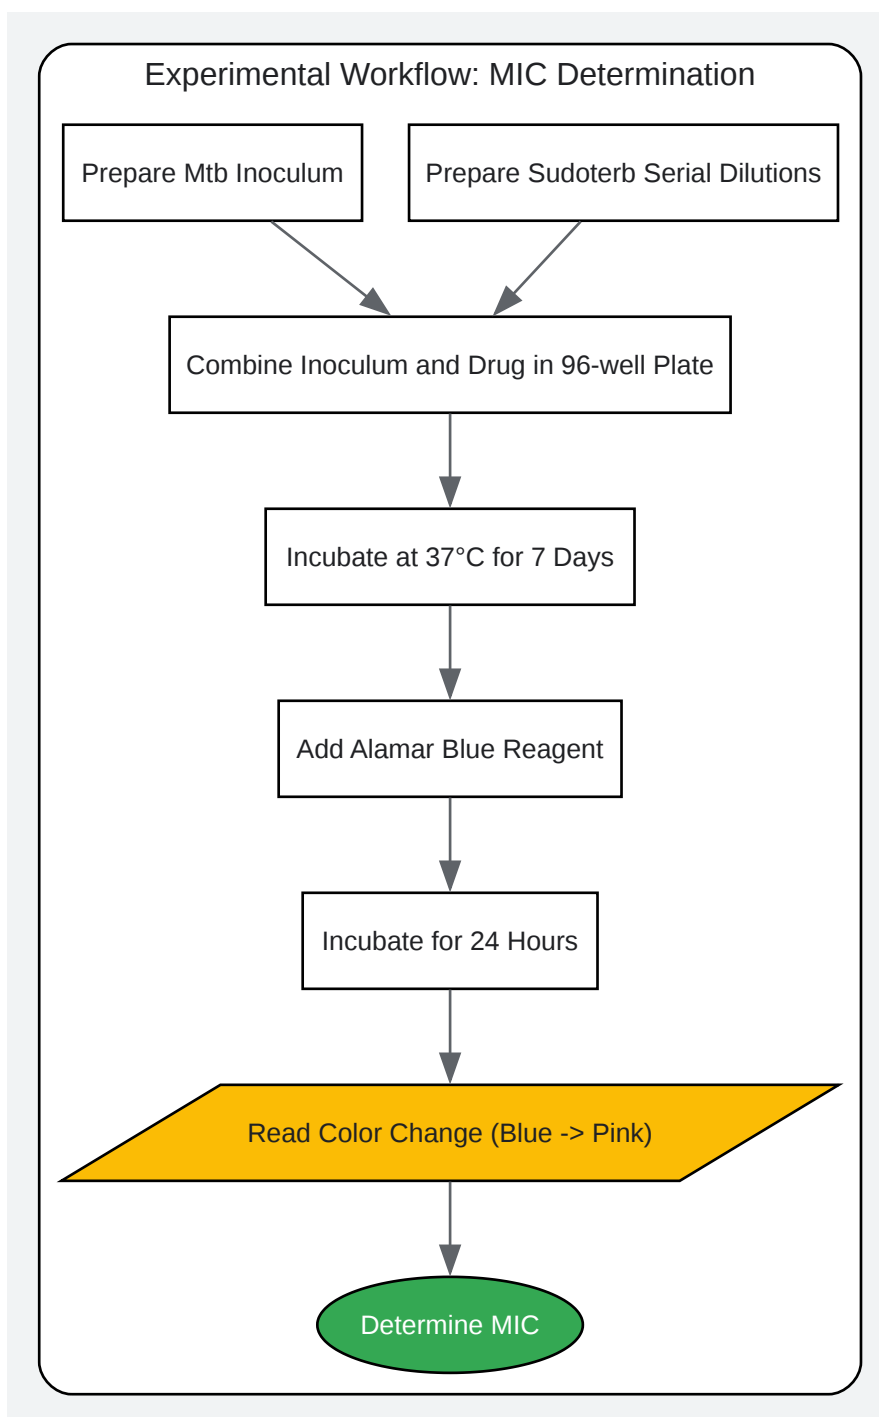 Experimental Workflow: MIC Determination
Prepare Mtb Inoculum
Prepare Sudoterb Serial Dilutions
Combine Inoculum and Drug in 96-well Plate
Incubate at 37°C for 7 Days
Add Alamar Blue Reagent
Incubate for 24 Hours
Read Color Change (Blue -> Pink)
Determine MIC